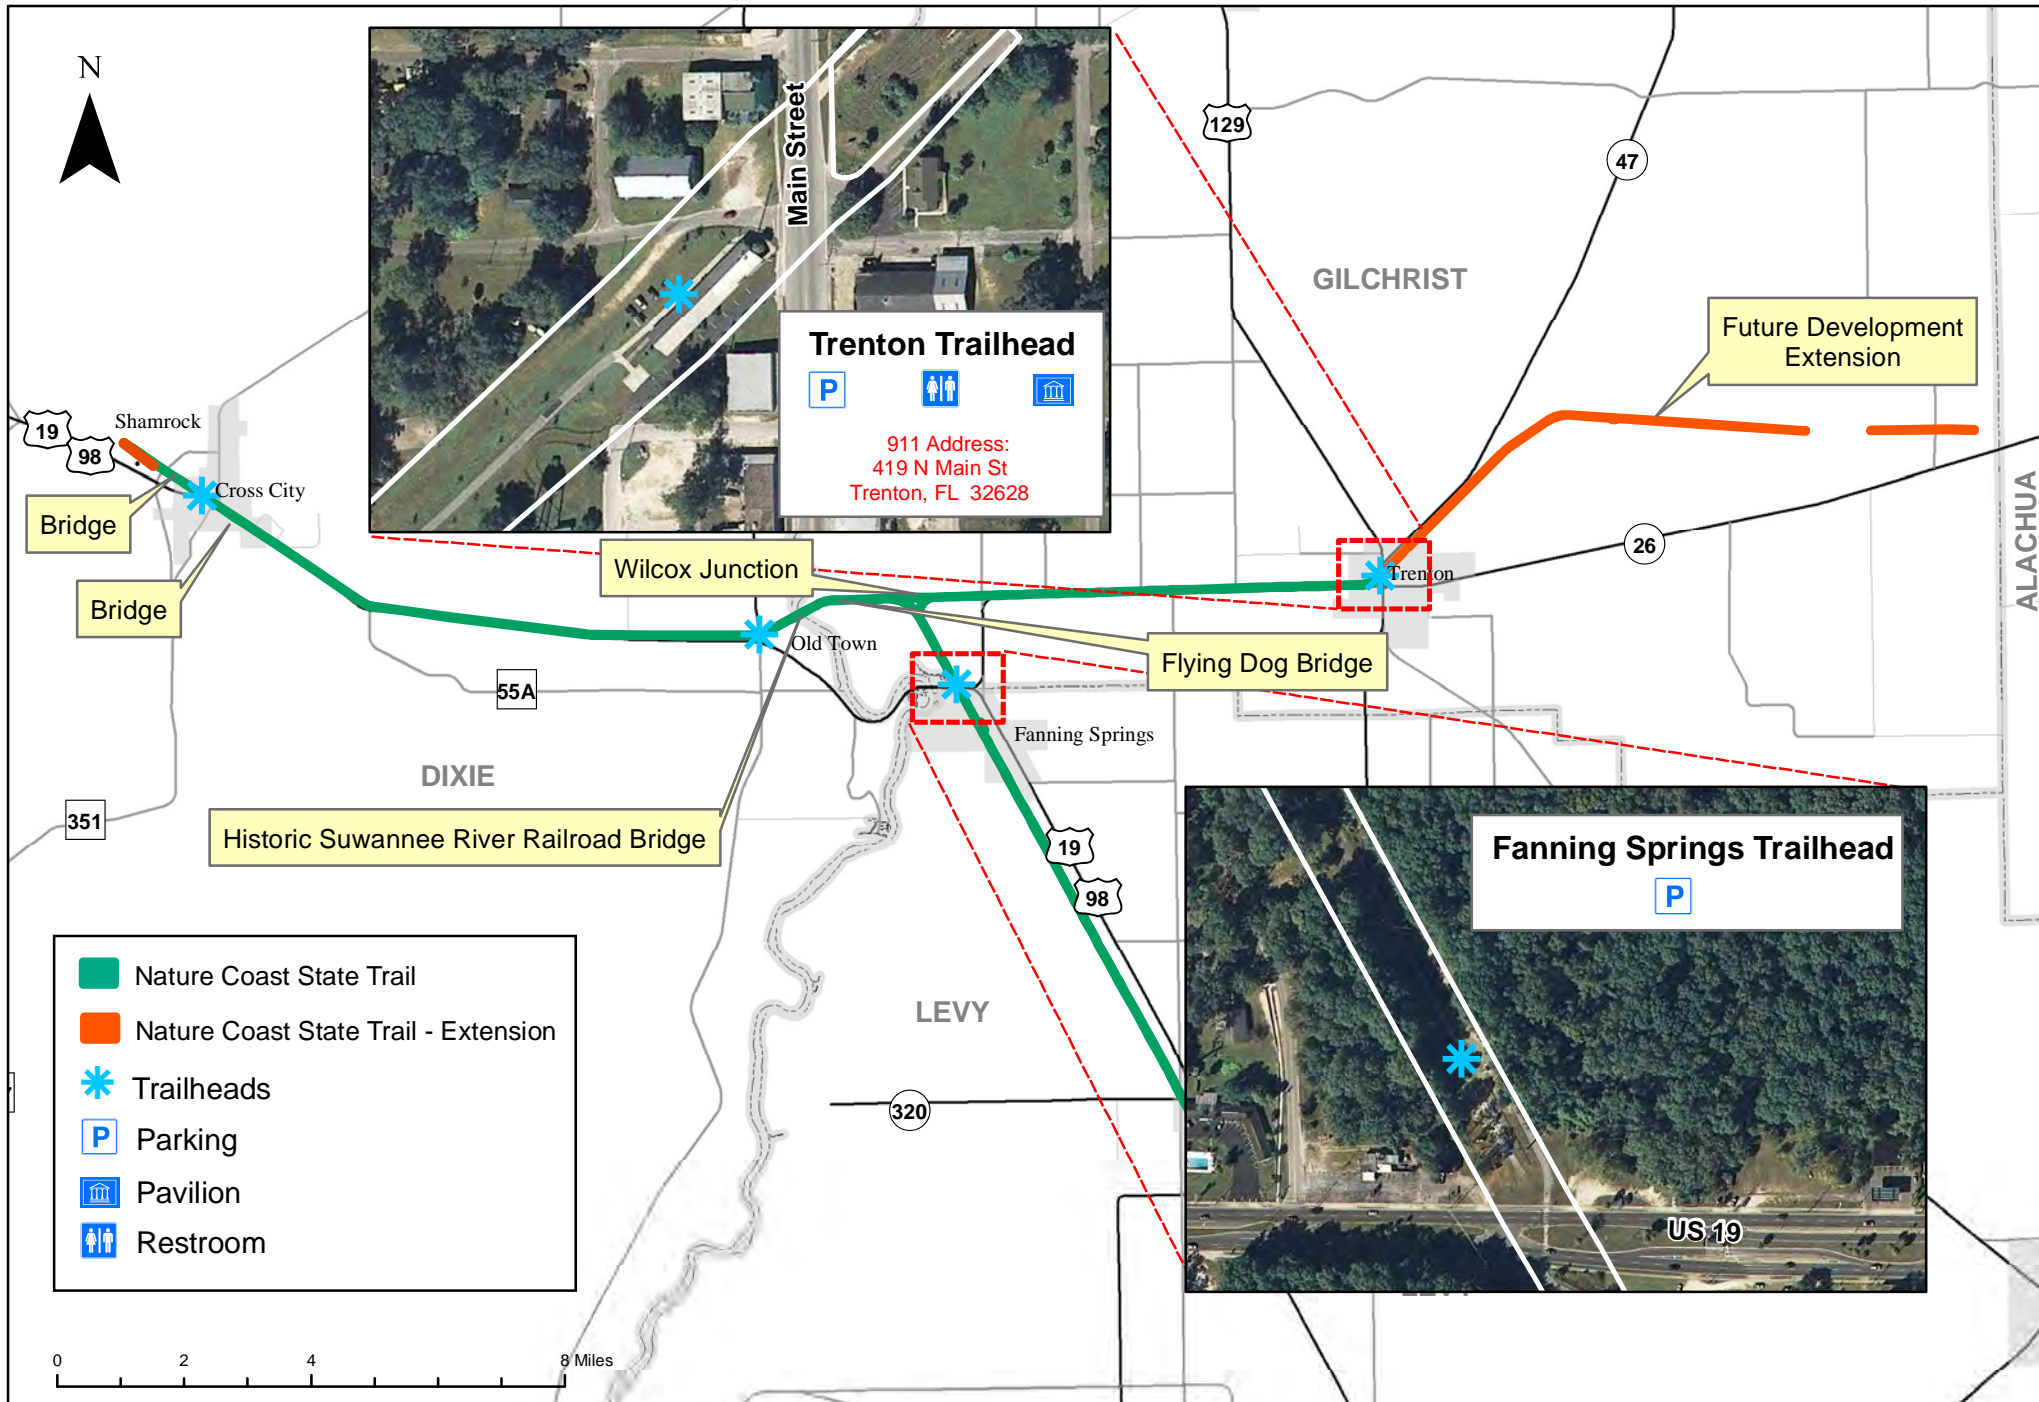 N
Main Street
Trenton Trailhead
P
911 Address:
419 N Main St
Trenton, FL 32628
129
47
GILCHRIST
Future Development
Extension
ALACHUA
26
Trenton
19
98
Shamrock
Cross City
Bridge
Bridge
Wilcox Junction
Old Town
Flying Dog Bridge
55A
Fanning Springs
DIXIE
351
Historic Suwannee River Railroad Bridge
19
98
Fanning Springs Trailhead
P
US 19
LEVY
320
Nature Coast State Trail
Nature Coast State Trail - Extension
Trailheads
P
Parking
Pavilion
Restroom
0
2
4
8 Miles